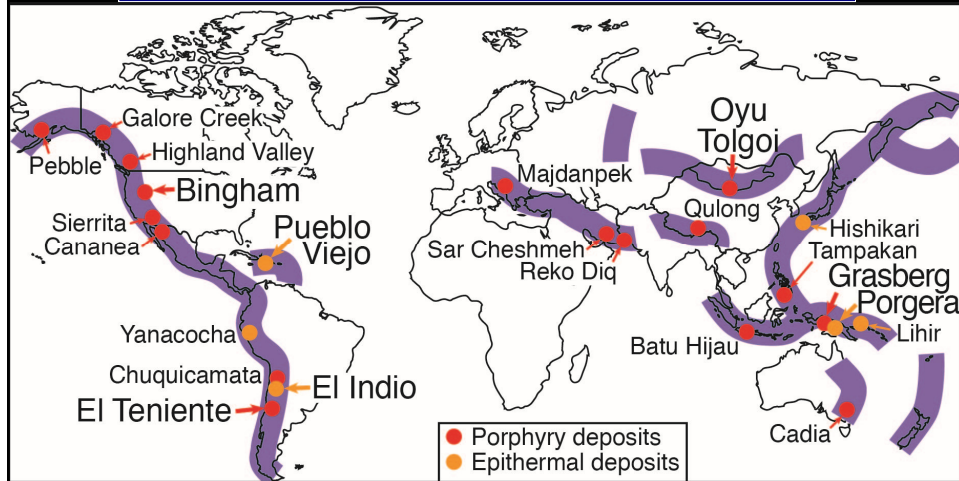 Galore Creek
Pebble
Highland Valley
Bingham
Sierrita
Cananea
Pueblo
Viejo
Yanacocha
Chuquicamata
El Indio
El Teniente
Majdanpek
Sar Cheshmeh
Reko Diq
Oyu
Tolgoi
Qulong
Hishikari
Tampakan
Grasberg
Porgera
Lihir
Batu Hijau
Cadia
Porphyry deposits
Epithermal deposits